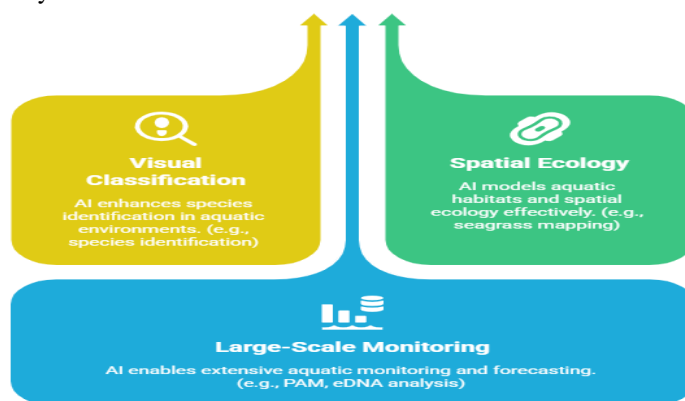 Visual
Classification
AI enhances species
identification in aquatic
environments. (e.g.,
species identification)
Spatial Ecology
AI models aquatic
habitats and spatial
ecology effectively. (e.g.,
seagrass mapping)
Large-Scale Monitoring
AI enables extensive aquatic monitoring and forecasting.
(e.g., PAM, eDNA analysis)